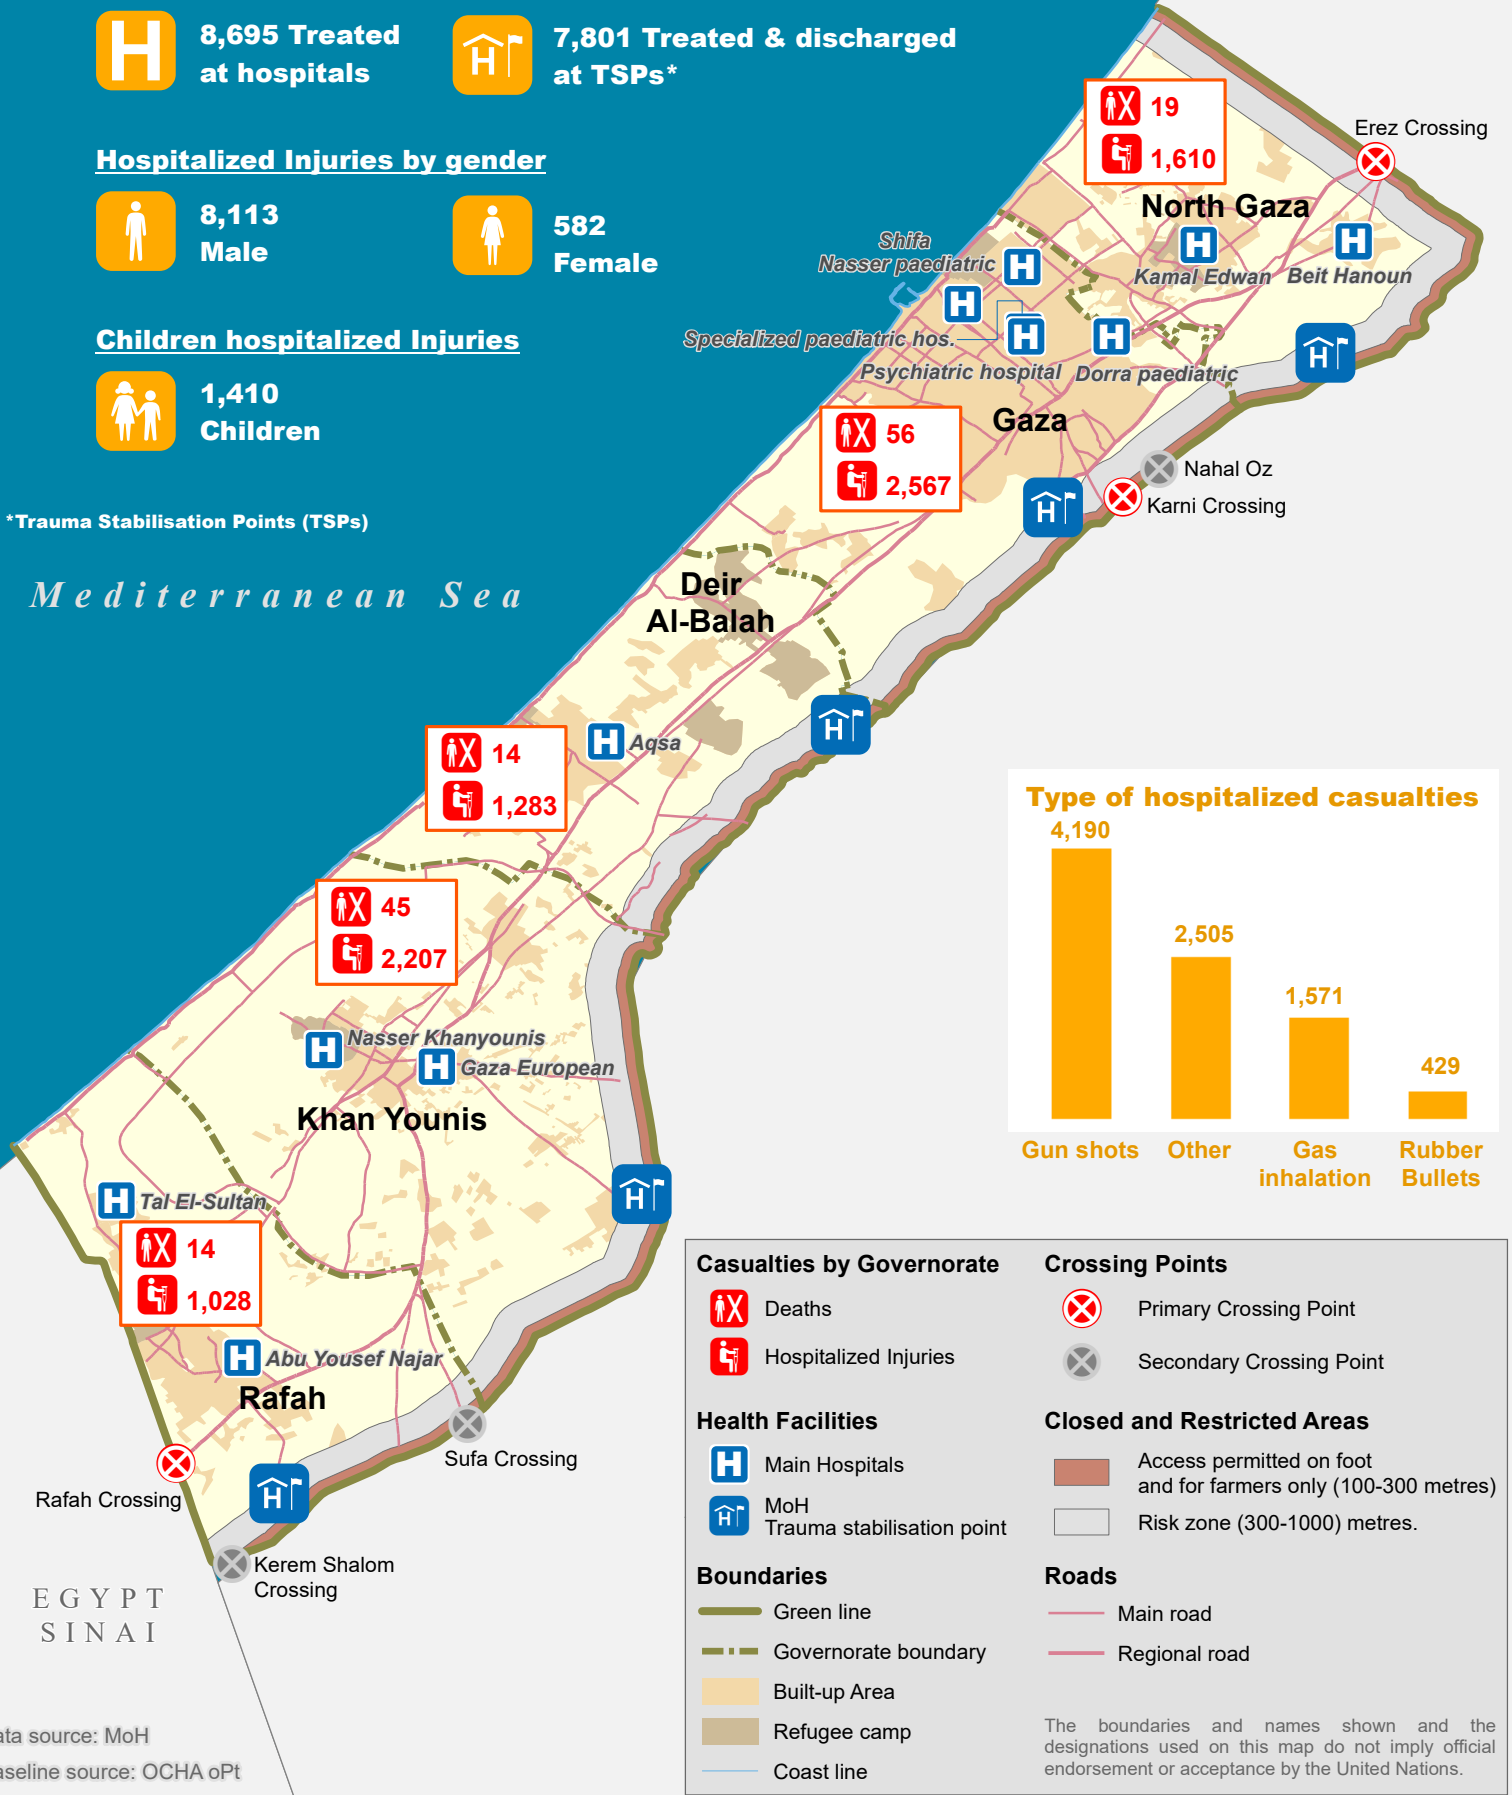 8,695 Treated
at hospitals
7,801 Treated & discharged
at TSPs*
Hospitalized Injuries by gender
8,113
Male
582
Female
Children hospitalized Injuries
1,410
Children
*Trauma Stabilisation Points (TSPs)
Mediterranean Sea
19
1,610
Erez Crossing
North Gaza
Shifa
Nasser paediatric
Kamal Edwan
Beit Hanoun
Specialized paediatric hos.
Psychiatric hospital
Dorra paediatric
Gaza
56
2,567
Nahal Oz
Karni Crossing
Deir
Al-Balah
14
1,283
Aqsa
45
2,207
Nasser Khanyounis
Gaza European
Khan Younis
Tal El-Sultan
14
1,028
Abu Yousef Najar
Rafah
Sufa Crossing
Rafah Crossing
Kerem Shalom
Crossing
EGYPT
SINAI
ata source: MoH
aseline source: OCHA oPt
Type of hospitalized casualties
4,190
2,505
1,571
429
Gun shots
Other
Gas
inhalation
Rubber
Bullets
Casualties by Governorate
Deaths
Hospitalized Injuries
Health Facilities
Main Hospitals
MoH
Trauma stabilisation point
Boundaries
Green line
Governorate boundary
Built-up Area
Refugee camp
Coast line
Crossing Points
Primary Crossing Point
Secondary Crossing Point
Closed and Restricted Areas
Access permitted on foot
and for farmers only (100-300 metres)
Risk zone (300-1000) metres.
Roads
Main road
Regional road
The boundaries and names shown and the
designations used on this map do not imply official
endorsement or acceptance by the United Nations.